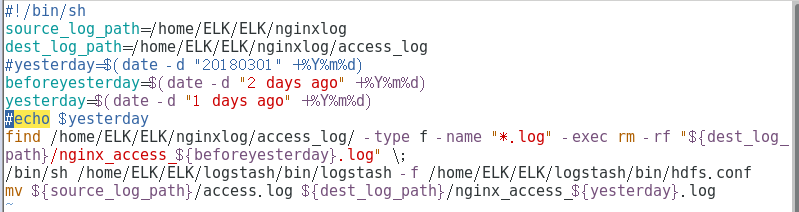 #!/bin/sh
source_log_path=/home/ELK/ELK/nginxlog
dest_log_path=/home/ELK/ELK/nginxlog/access_log
#yesterday=$(date -d "20180301" +%Y%m%d)
beforeyesterday=$(date -d "2 days ago" +%Y%m%d)
yesterday=$(date -d "1 days ago" +%Y%m%d)
#echo $yesterday
find /home/ELK/ELK/nginxlog/access_log/ -type f -name "*.log" -exec rm -rf "${dest_log_
path}/nginx_access_${beforeyesterday}.log" \;
/bin/sh /home/ELK/ELK/logstash/bin/logstash -f /home/ELK/ELK/logstash/bin/hdfs.conf
mv ${source_log_path}/access.log ${dest_log_path}/nginx_access_${yesterday}.log
~